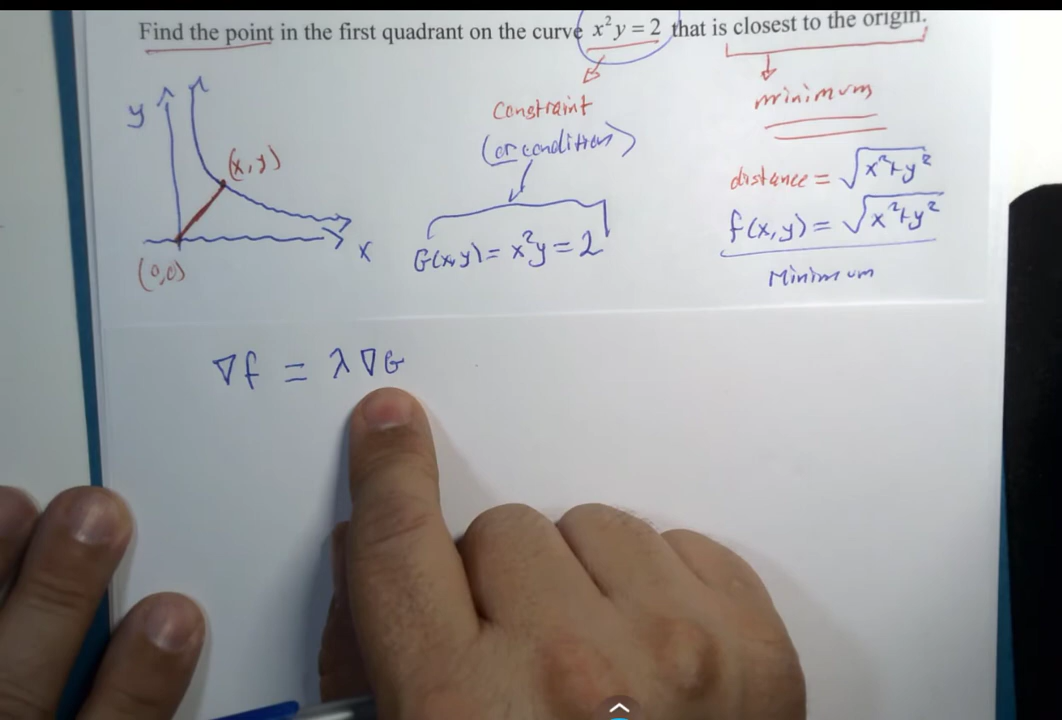 Find the point in the first quadrant on the curve x²y = 2 that is closest to the origin.
y
(x,y)
x
(0,0)
Constraint
(or condition)
G(x,y) = x²y = 2
minimum
distance = √x²+y²
f(x,y) = √x²+y²
Minimum
∇f = λ∇G